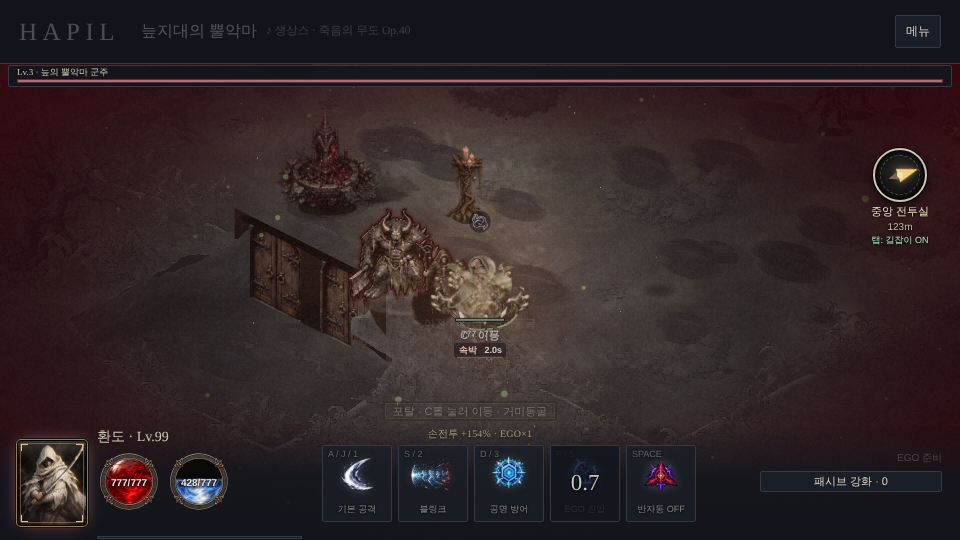 HAPIL
늪지대의 뿔악마 ♪ 생상스 · 죽음의 무도 Op.40
메뉴
Lv.3 · 늪의 뿔악마 군주
중앙 전투실
123m
탭: 길잡이 ON
이동
속박 2.0s
포탈 · C를 눌러 이동 · 거미동굴
손전투 +154% · EGO×1
환도 · Lv.99
777/777
428/777
A / J / 1
기본 공격
S / 2
블링크
D / 3
공명 방어
0.7
EGO 진입
SPACE
반자동 OFF
EGO 준비
패시브 강화 · 0